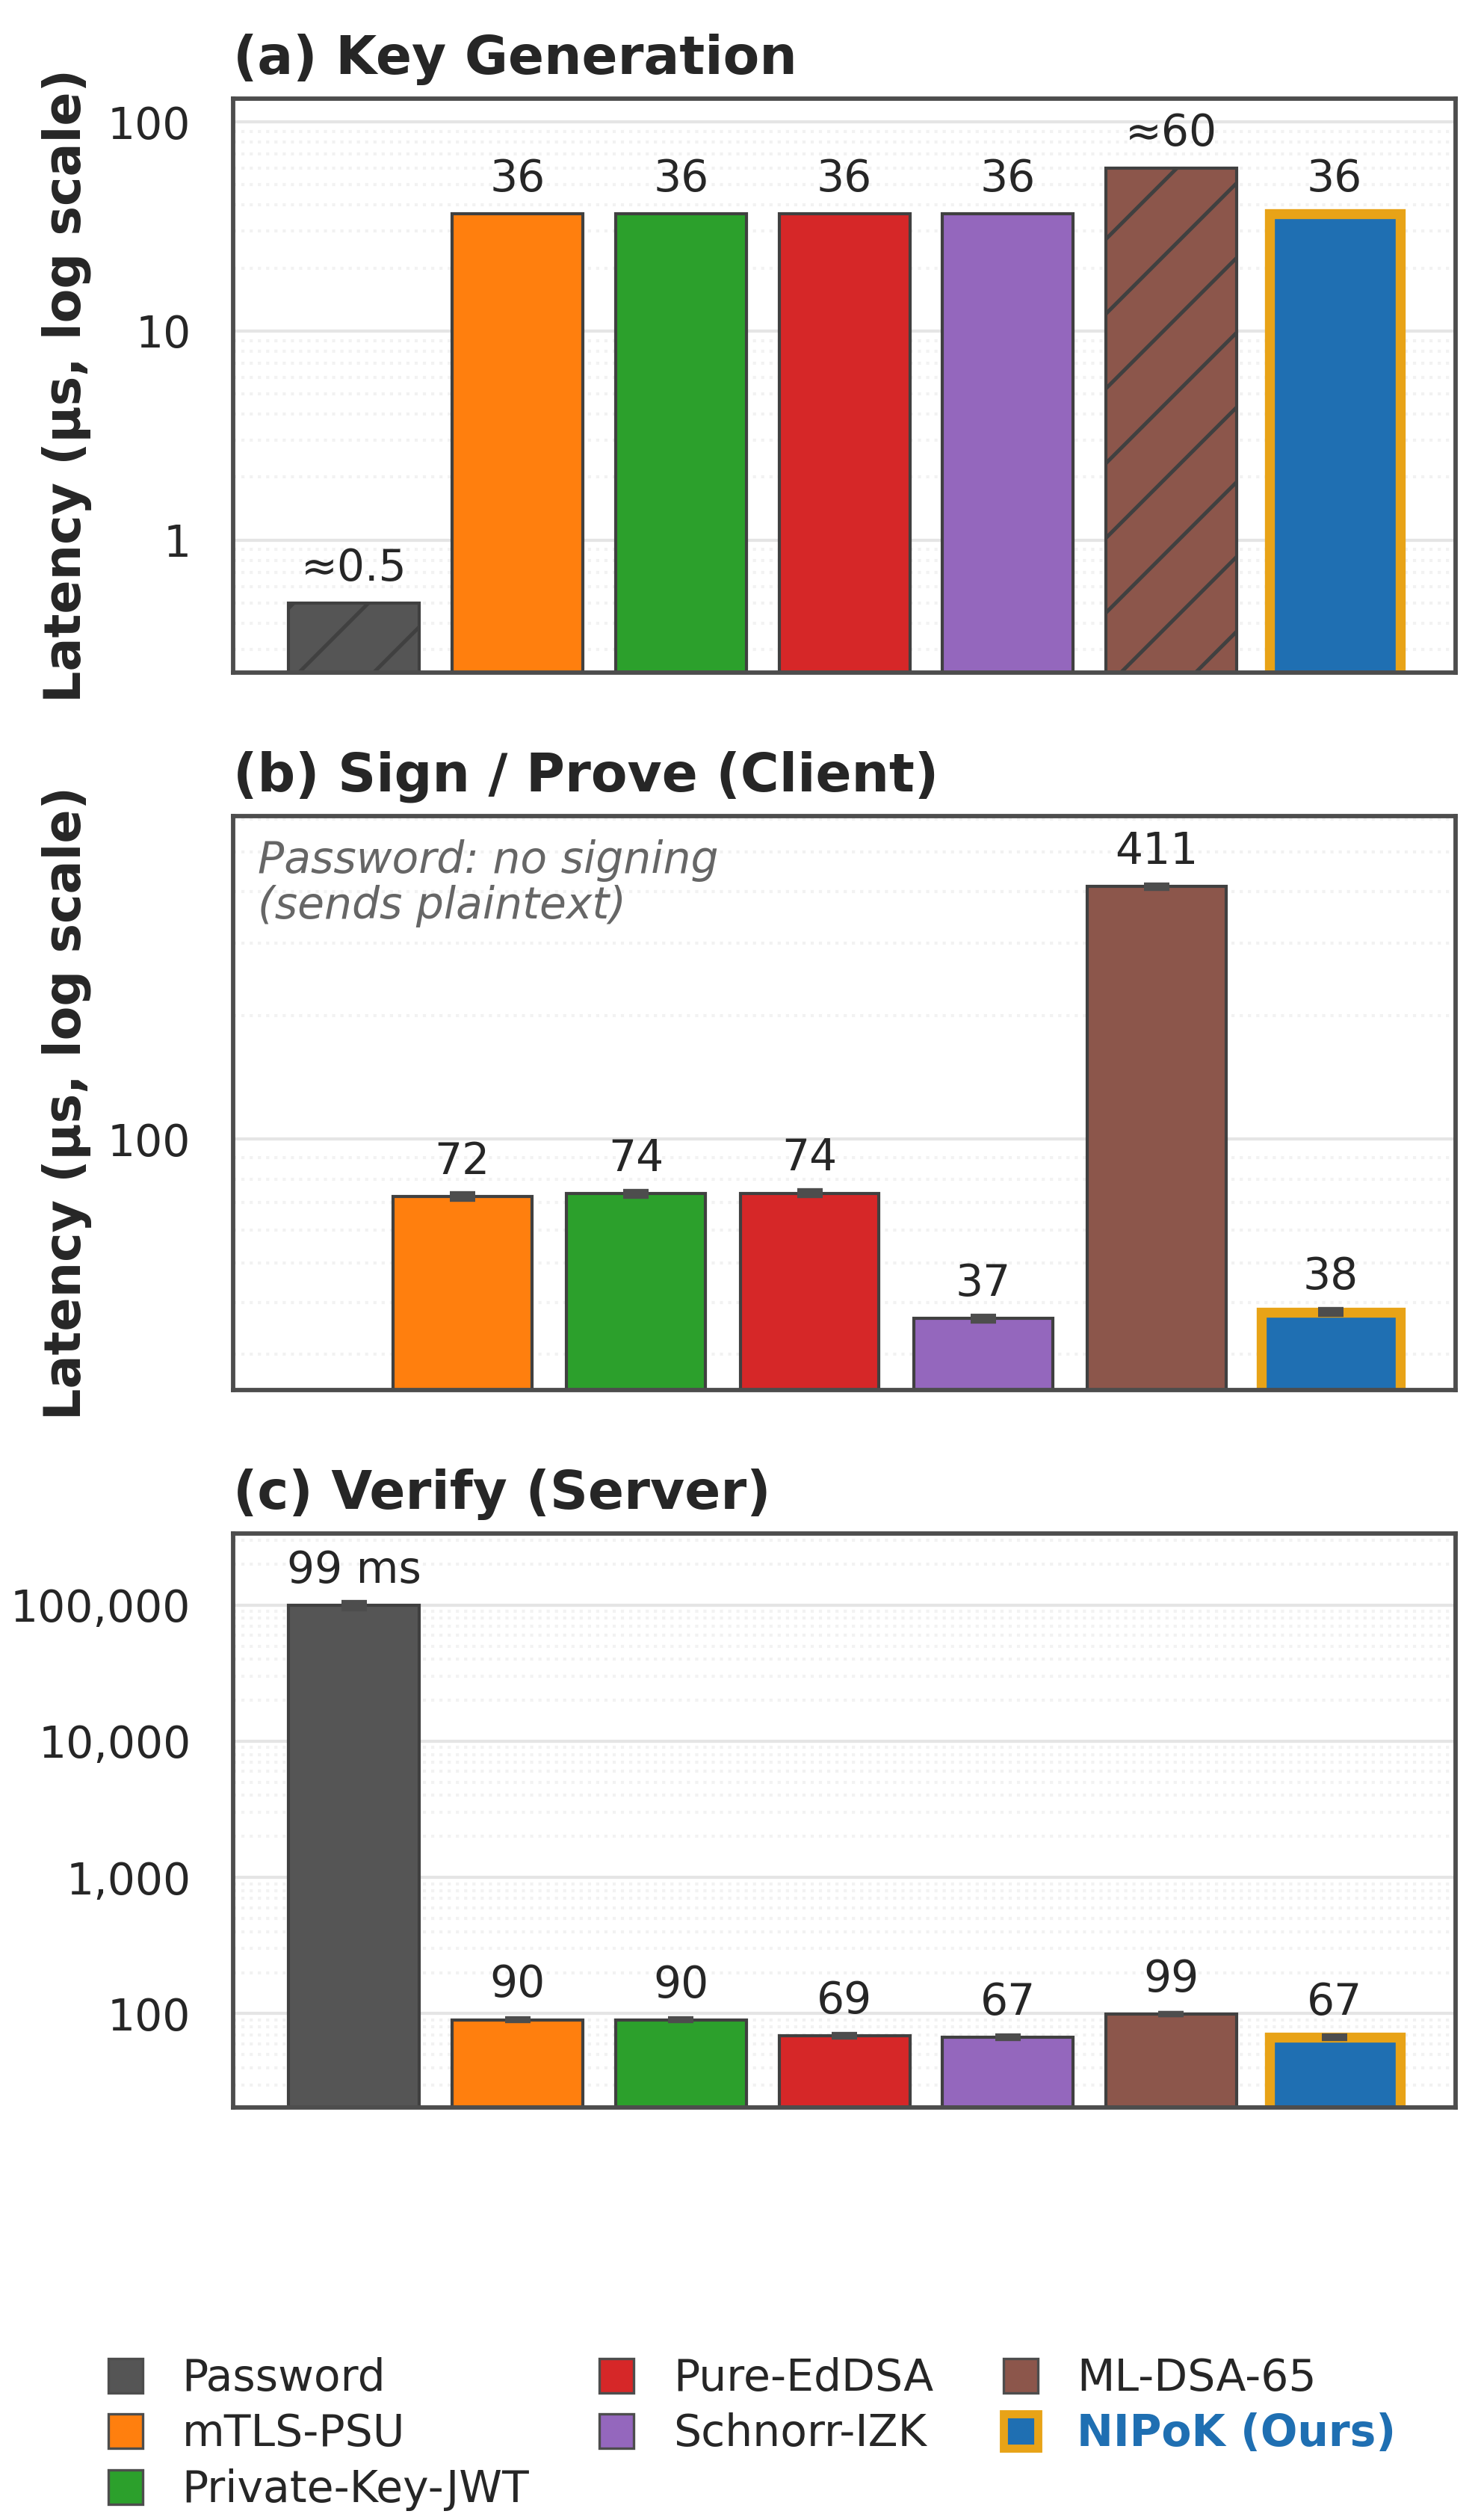 (a) Key Generation
Latency (µs, log scale)
100
10
1
≈0.5
36
36
36
36
≈60
36
(b) Sign / Prove (Client)
Latency (µs, log scale)
100
Password: no signing
(sends plaintext)
72
74
74
37
411
38
(c) Verify (Server)
100,000
10,000
1,000
100
99 ms
90
90
69
67
99
67
Password
mTLS-PSU
Private-Key-JWT
Pure-EdDSA
Schnorr-IZK
ML-DSA-65
NIPoK (Ours)